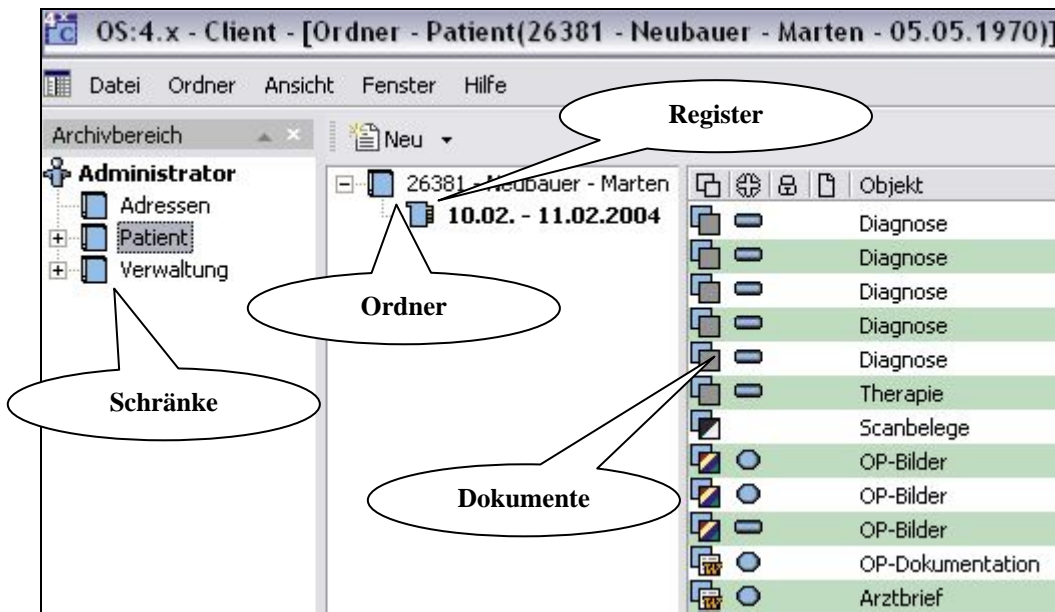 OS:4.x - Client - [Ordner - Patient(26381 - Neubauer - Marten - 05.05.1970)]
Datei Ordner Ansicht Fenster Hilfe
Register
Archivbereich
Neu
Administrator
Adressen
Patient
Verwaltung
26381 - Neubauer - Marten
10.02. - 11.02.2004
Ordner
Schränke
Dokumente
Objekt
Diagnose
Diagnose
Diagnose
Diagnose
Diagnose
Therapie
Scanbelege
OP-Bilder
OP-Bilder
OP-Bilder
OP-Dokumentation
Arztbrief